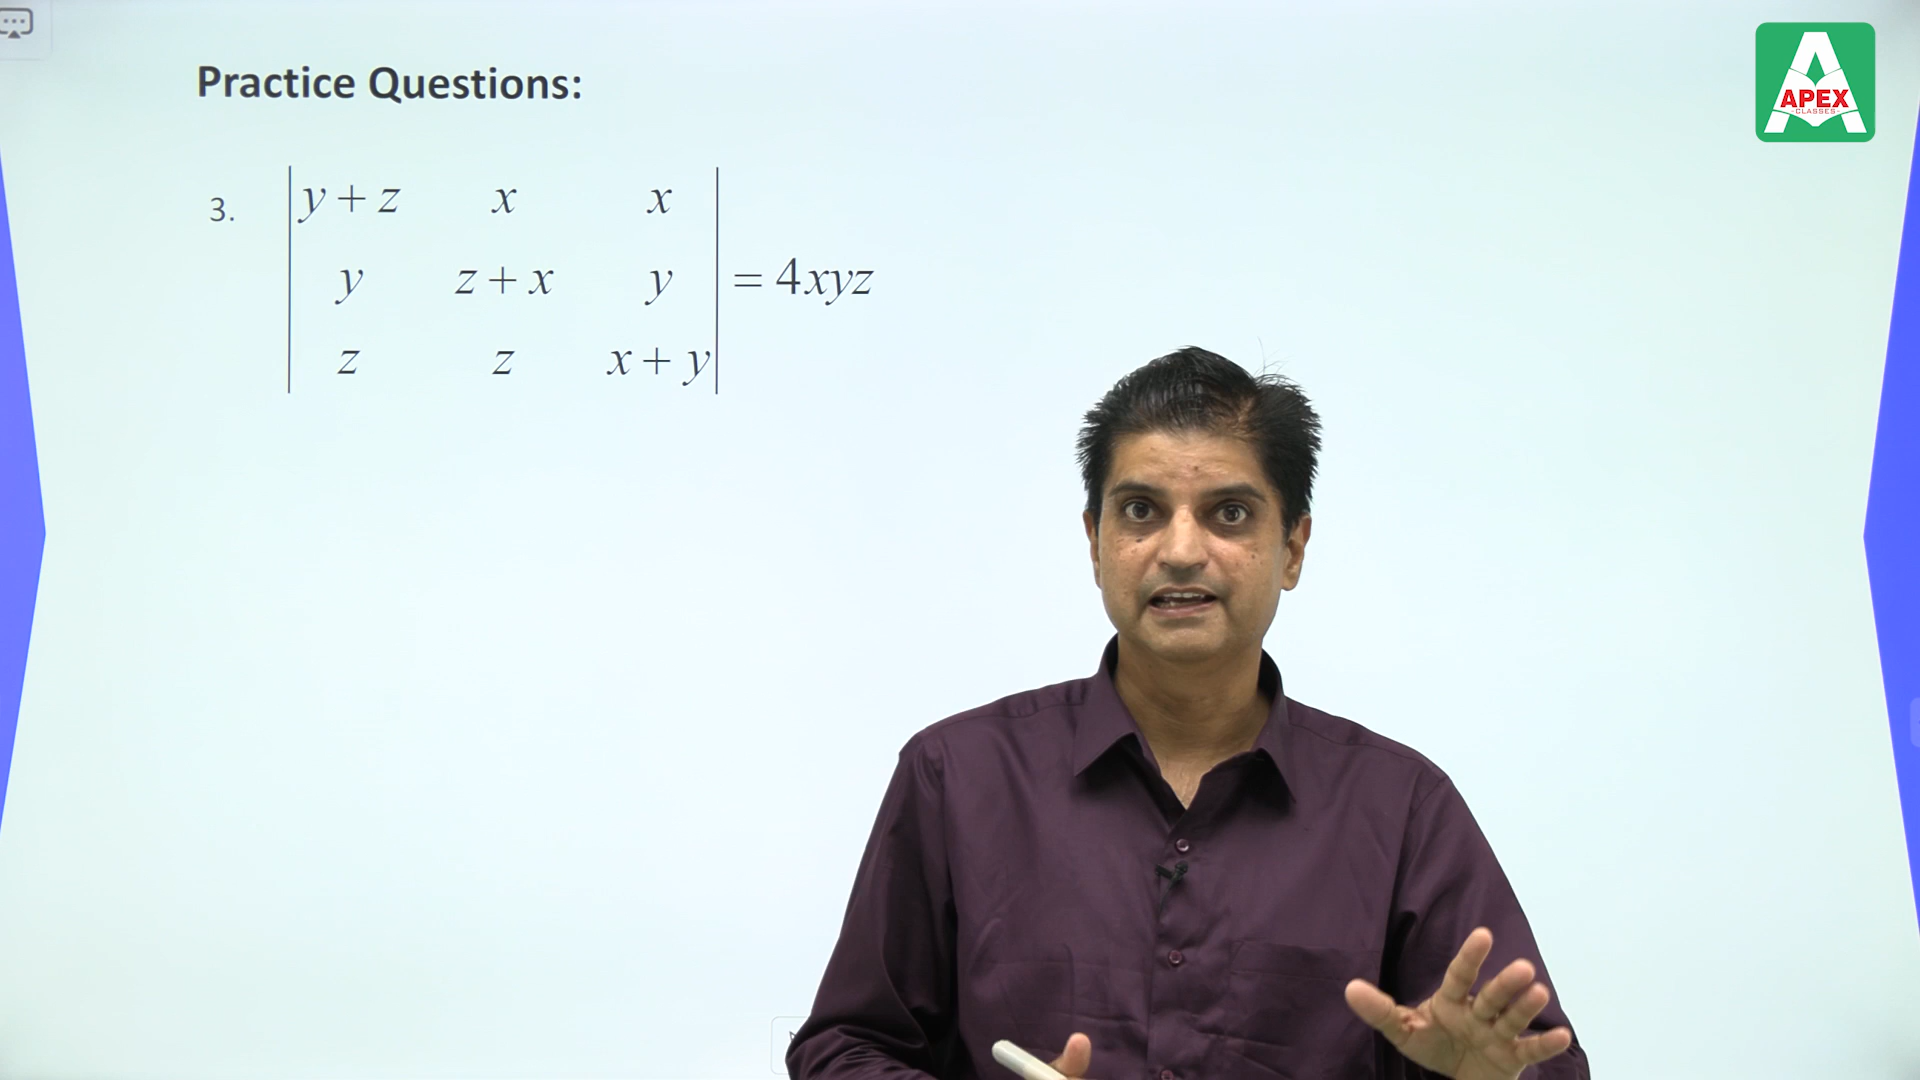 APEX
CLASSES
Practice Questions:
3.
y + z x x
y z + x y = 4xyz
z z x + y